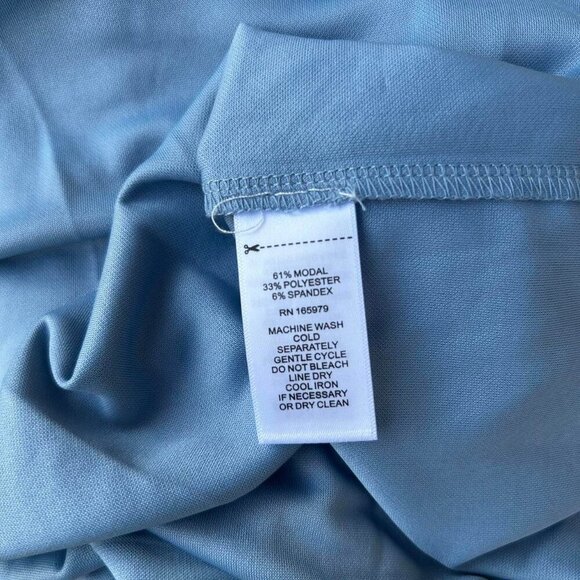 61% MODAL
33% POLYESTER
6% SPANDEX
RN 165979
MACHINE WASH
COLD
SEPARATELY
GENTLE CYCLE
DO NOT BLEACH
LINE DRY
COOL IRON
IF NECESSARY
OR DRY CLEAN